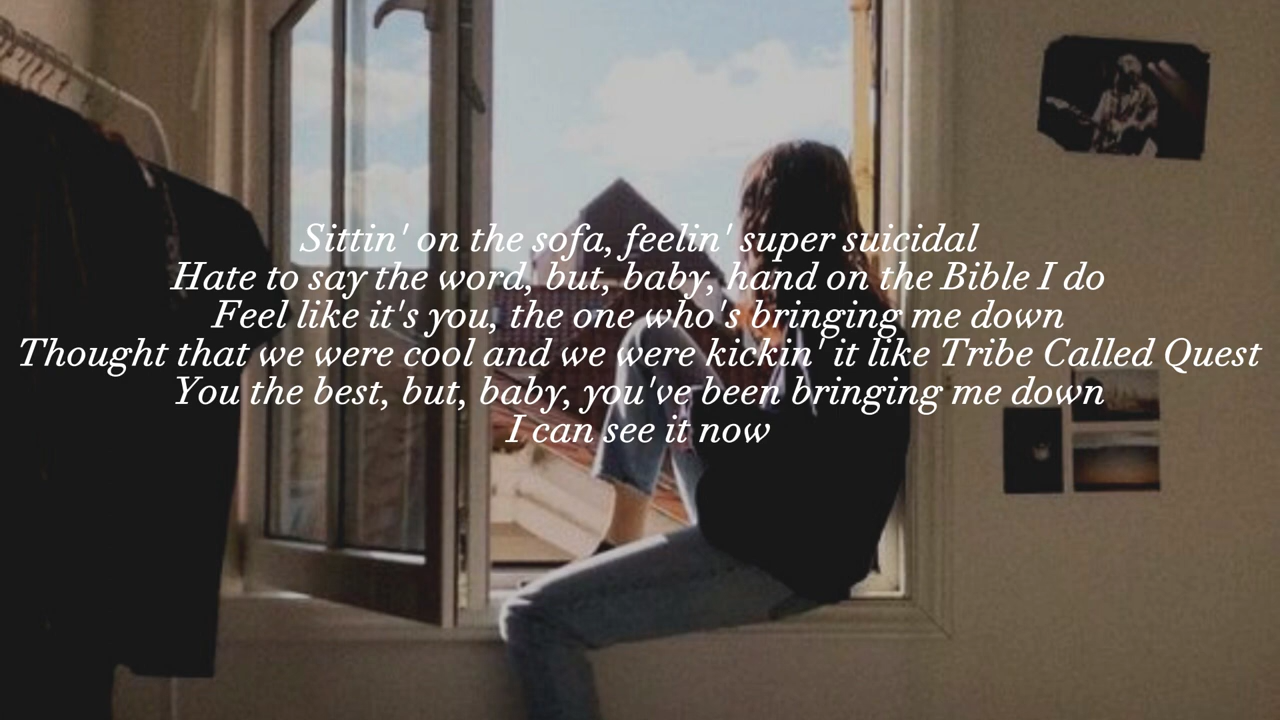 Sittin' on the sofa, feelin' super suicidal
Hate to say the word, but, baby, hand on the Bible I do
Feel like it's you, the one who's bringing me down
Thought that we were cool and we were kickin' it like Tribe Called Quest
You the best, but, baby, you've been bringing me down
I can see it now